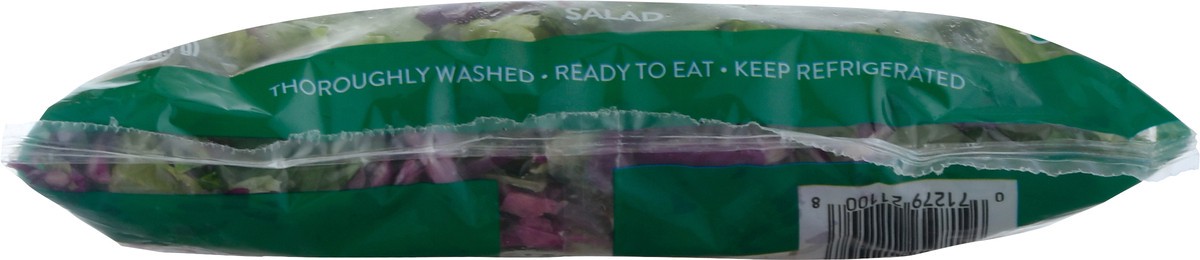 SALAD
THOROUGHLY WASHED • READY TO EAT • KEEP REFRIGERATED
0 71279 21100 8